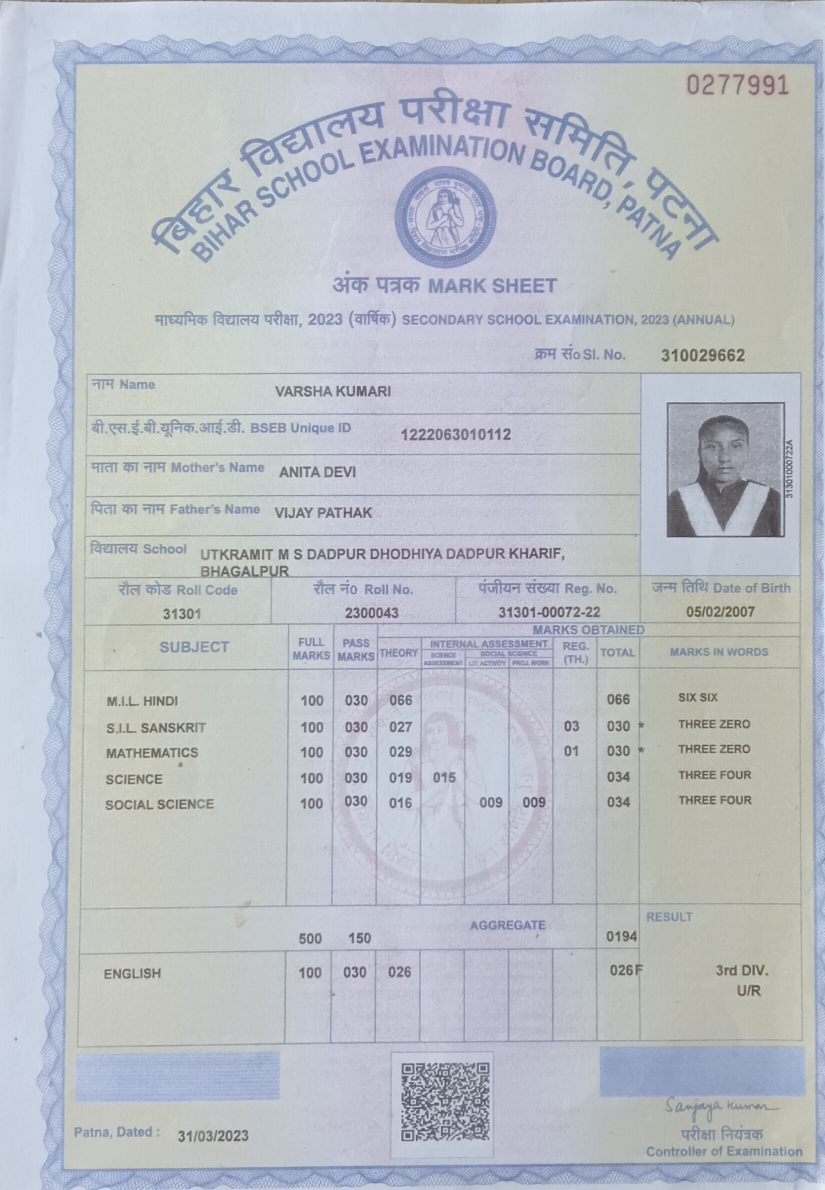 0277991
बिहार विद्यालय परीक्षा समिति, पटना
BIHAR SCHOOL EXAMINATION BOARD, PATNA
अंक पत्रक MARK SHEET
माध्यमिक विद्यालय परीक्षा, 2023 (वार्षिक) SECONDARY SCHOOL EXAMINATION, 2023 (ANNUAL)
क्रम सं० Sl. No. 310029662
नाम Name VARSHA KUMARI
बी.एस.ई.बी.यूनिक.आई.डी. BSEB Unique ID 1222063010112
माता का नाम Mother's Name ANITA DEVI
पिता का नाम Father's Name VIJAY PATHAK
31301000722A
विद्यालय School UTKRAMIT M S DADPUR DHODHIYA DADPUR KHARIF,
BHAGALPUR
रौल कोड Roll Code रौल नं० Roll No. पंजीयन संख्या Reg. No. जन्म तिथि Date of Birth
31301 2300043 31301-00072-22 05/02/2007
MARKS OBTAINED
SUBJECT FULL MARKS PASS MARKS THEORY INTERNAL ASSESSMENT REG. (TH.) TOTAL MARKS IN WORDS
SCIENCE ASSESSMENT SOCIAL SCIENCE LIT. ACTIVITY PROJ. WORK
M.I.L. HINDI 100 030 066 066 SIX SIX
S.I.L. SANSKRIT 100 030 027 03 030 * THREE ZERO
MATHEMATICS 100 030 029 01 030 * THREE ZERO
SCIENCE 100 030 019 015 034 THREE FOUR
SOCIAL SCIENCE 100 030 016 009 009 034 THREE FOUR
AGGREGATE RESULT
500 150 0194
ENGLISH 100 030 026 026F 3rd DIV.
U/R
Sanjaya Kumar
Patna, Dated : 31/03/2023
परीक्षा नियंत्रक
Controller of Examination